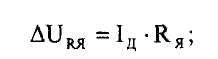 ΔU_RЯ = I_Д · R_Я ;